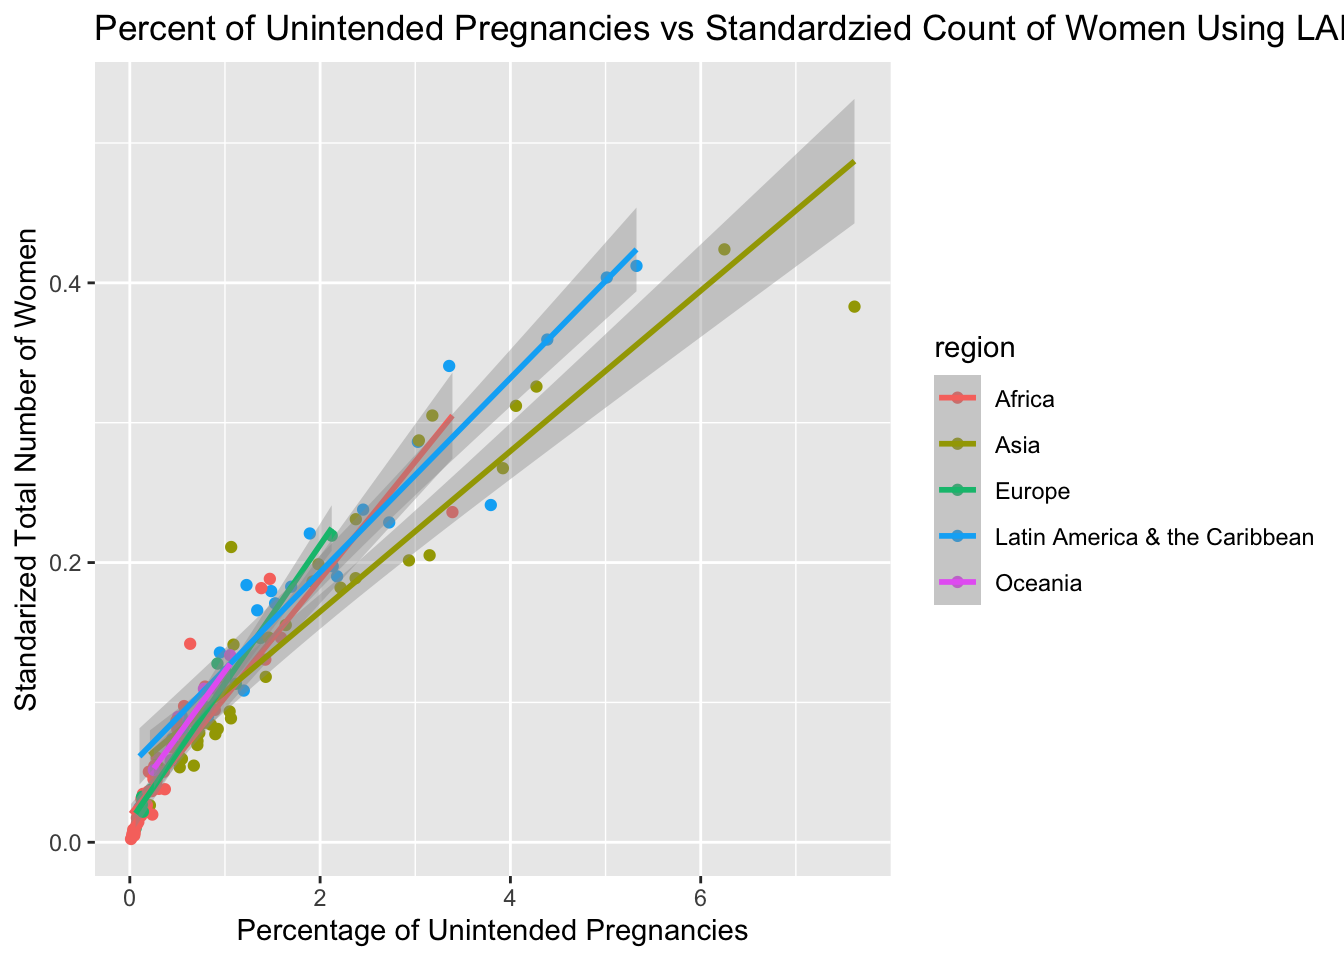 Percent of Unintended Pregnancies vs Standardzied Count of Women Using
Standarized Total Number of Women
0.4
0.2
0.0
0 2 4 6
Percentage of Unintended Pregnancies
region
Africa
Asia
Europe
Latin America & the Caribbean
Oceania